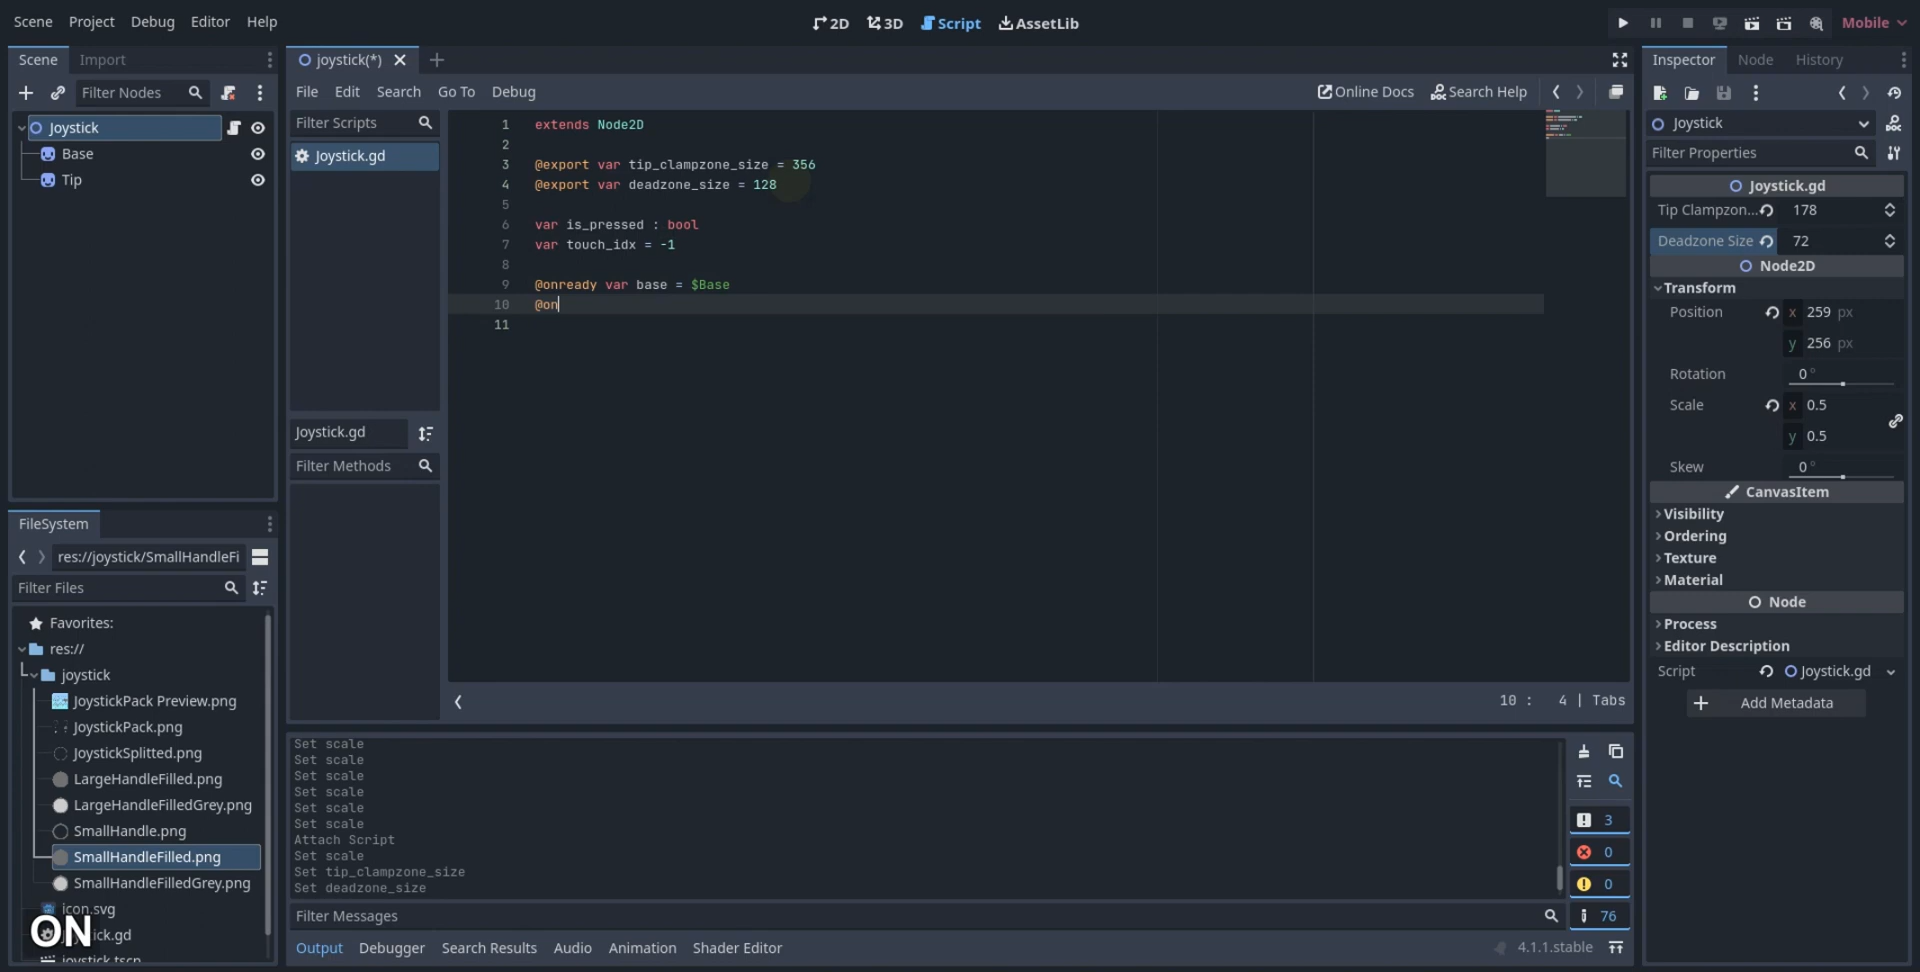 Scene Project Debug Editor Help
2D 3D Script AssetLib
Mobile
Scene Import
Filter Nodes
Joystick
Base
Tip
joystick(*)
File Edit Search Go To Debug
Online Docs Search Help
Filter Scripts
Joystick.gd
Joystick.gd
Filter Methods
1 extends Node2D
2
3 @export var tip_clampzone_size = 356
4 @export var deadzone_size = 128
5
6 var is_pressed : bool
7 var touch_idx = -1
8
9 @onready var base = $Base
10 @on
11
10 : 4 | Tabs
FileSystem
res://joystick/SmallHandleFi
Filter Files
Favorites:
res://
joystick
JoystickPack Preview.png
JoystickPack.png
JoystickSplitted.png
LargeHandleFilled.png
LargeHandleFilledGrey.png
SmallHandle.png
SmallHandleFilled.png
SmallHandleFilledGrey.png
icon.svg
ick.gd
joystick.tscn
ON
Set scale
Set scale
Set scale
Set scale
Set scale
Set scale
Attach Script
Set scale
Set tip_clampzone_size
Set deadzone_size
Filter Messages
3
0
0
76
Output Debugger Search Results Audio Animation Shader Editor
4.1.1.stable
Inspector Node History
Joystick
Filter Properties
Joystick.gd
Tip Clampzon... 178
Deadzone Size 72
Node2D
Transform
Position x 259 px
y 256 px
Rotation 0 °
Scale x 0.5
y 0.5
Skew 0 °
CanvasItem
Visibility
Ordering
Texture
Material
Node
Process
Editor Description
Script Joystick.gd
Add Metadata